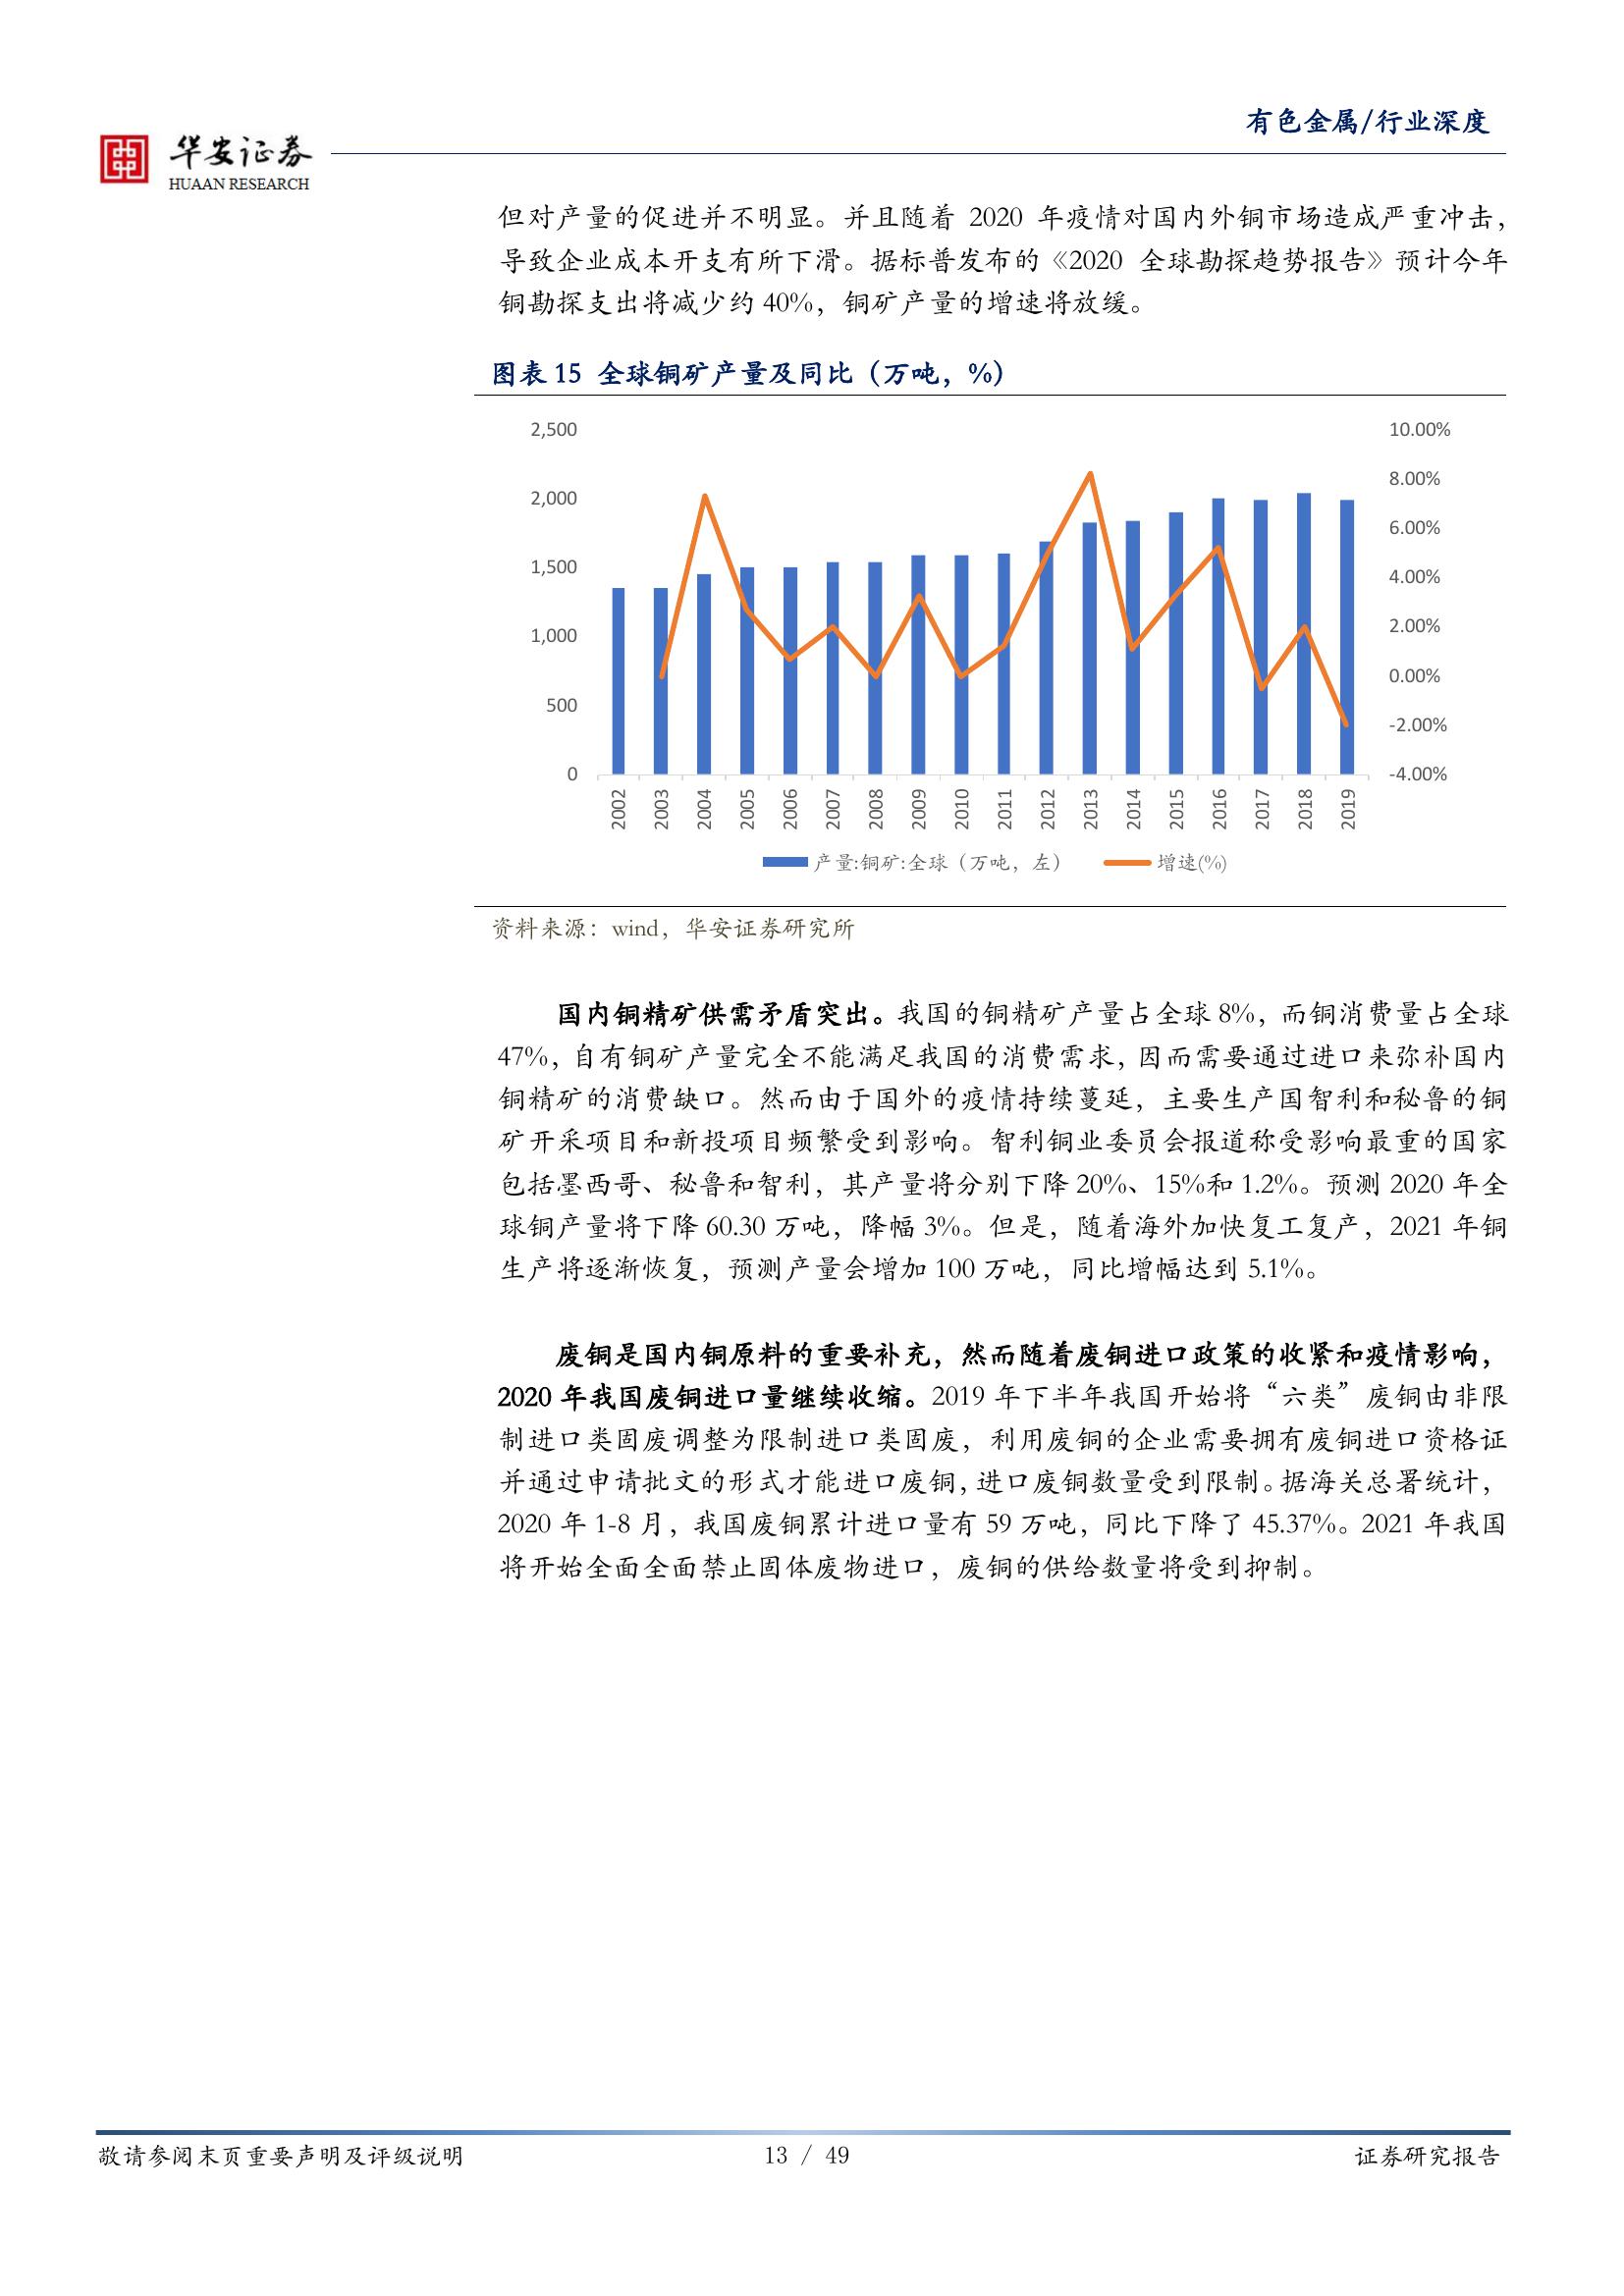 有色金属/行业深度
华安证券
HUAAN RESEARCH
但对产量的促进并不明显。并且随着 2020 年疫情对国内外铜市场造成严重冲击，
导致企业成本开支有所下滑。据标普发布的《2020 全球勘探趋势报告》预计今年
铜勘探支出将减少约 40%，铜矿产量的增速将放缓。
图表 15 全球铜矿产量及同比（万吨，%）
2,500
2,000
1,500
1,000
500
0
10.00%
8.00%
6.00%
4.00%
2.00%
0.00%
-2.00%
-4.00%
2002 2003 2004 2005 2006 2007 2008 2009 2010 2011 2012 2013 2014 2015 2016 2017 2018 2019
产量:铜矿:全球（万吨，左） 增速(%)
资料来源：wind，华安证券研究所
国内铜精矿供需矛盾突出。我国的铜精矿产量占全球 8%，而铜消费量占全球
47%，自有铜矿产量完全不能满足我国的消费需求，因而需要通过进口来弥补国内
铜精矿的消费缺口。然而由于国外的疫情持续蔓延，主要生产国智利和秘鲁的铜
矿开采项目和新投项目频繁受到影响。智利铜业委员会报道称受影响最重的国家
包括墨西哥、秘鲁和智利，其产量将分别下降 20%、15%和 1.2%。预测 2020 年全
球铜产量将下降 60.30 万吨，降幅 3%。但是，随着海外加快复工复产，2021 年铜
生产将逐渐恢复，预测产量会增加 100 万吨，同比增幅达到 5.1%。
废铜是国内铜原料的重要补充，然而随着废铜进口政策的收紧和疫情影响，
2020 年我国废铜进口量继续收缩。2019 年下半年我国开始将“六类”废铜由非限
制进口类固废调整为限制进口类固废，利用废铜的企业需要拥有废铜进口资格证
并通过申请批文的形式才能进口废铜，进口废铜数量受到限制。据海关总署统计，
2020 年 1-8 月，我国废铜累计进口量有 59 万吨，同比下降了 45.37%。2021 年我国
将开始全面全面禁止固体废物进口，废铜的供给数量将受到抑制。
敬请参阅末页重要声明及评级说明
13 / 49
证券研究报告